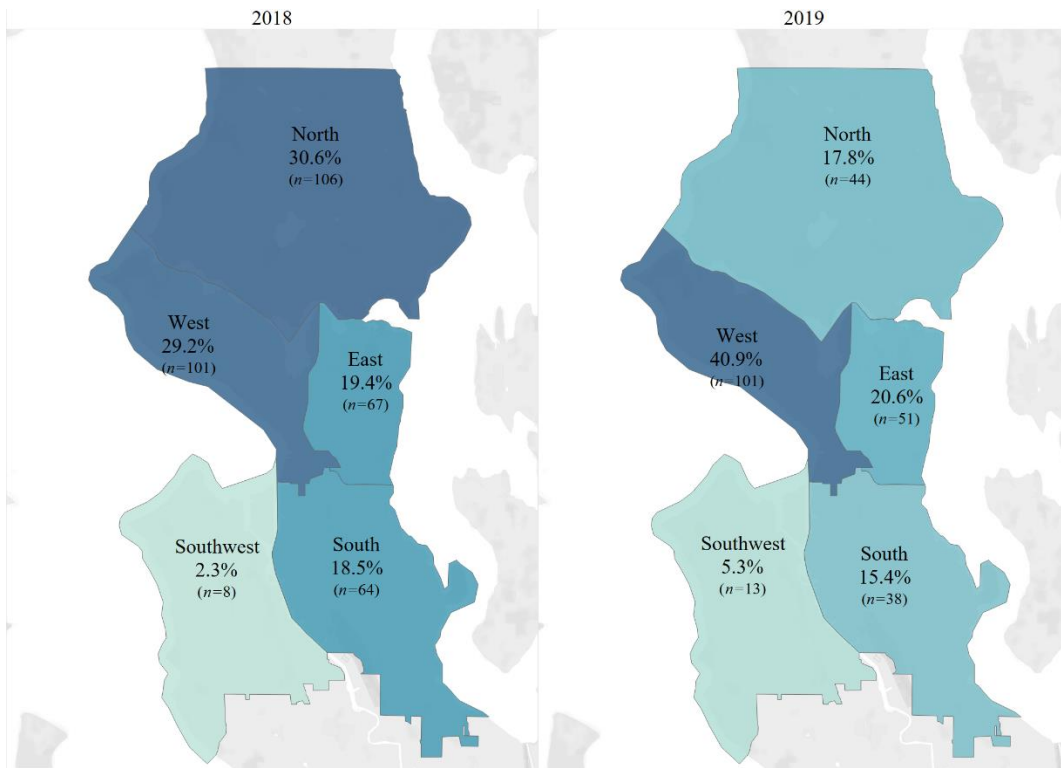 2018
North
30.6%
(n=106)
West
29.2%
(n=101)
East
19.4%
(n=67)
Southwest
2.3%
(n=8)
South
18.5%
(n=64)
2019
North
17.8%
(n=44)
West
40.9%
(n=101)
East
20.6%
(n=51)
Southwest
5.3%
(n=13)
South
15.4%
(n=38)